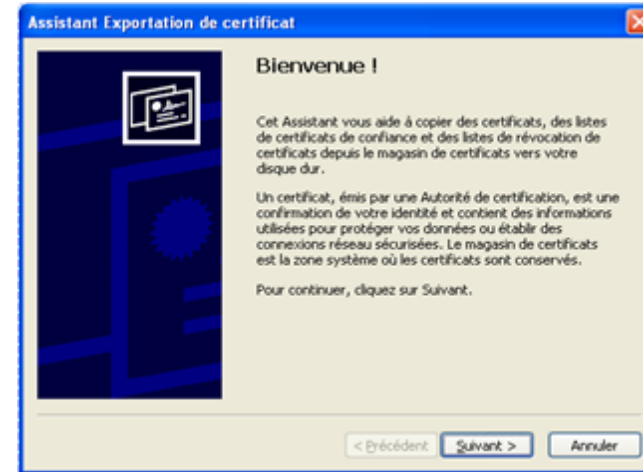 Assistant Exportation de certificat
Bienvenue !
Cet Assistant vous aide à copier des certificats, des listes
de certificats de confiance et des listes de révocation de
certificats depuis le magasin de certificats vers votre
disque dur.
Un certificat, émis par une Autorité de certification, est une
confirmation de votre identité et contient des informations
utilisées pour protéger vos données ou établir des
connexions réseau sécurisées. Le magasin de certificats
est la zone système où les certificats sont conservés.
Pour continuer, cliquez sur Suivant.
< Précédent Suivant > Annuler